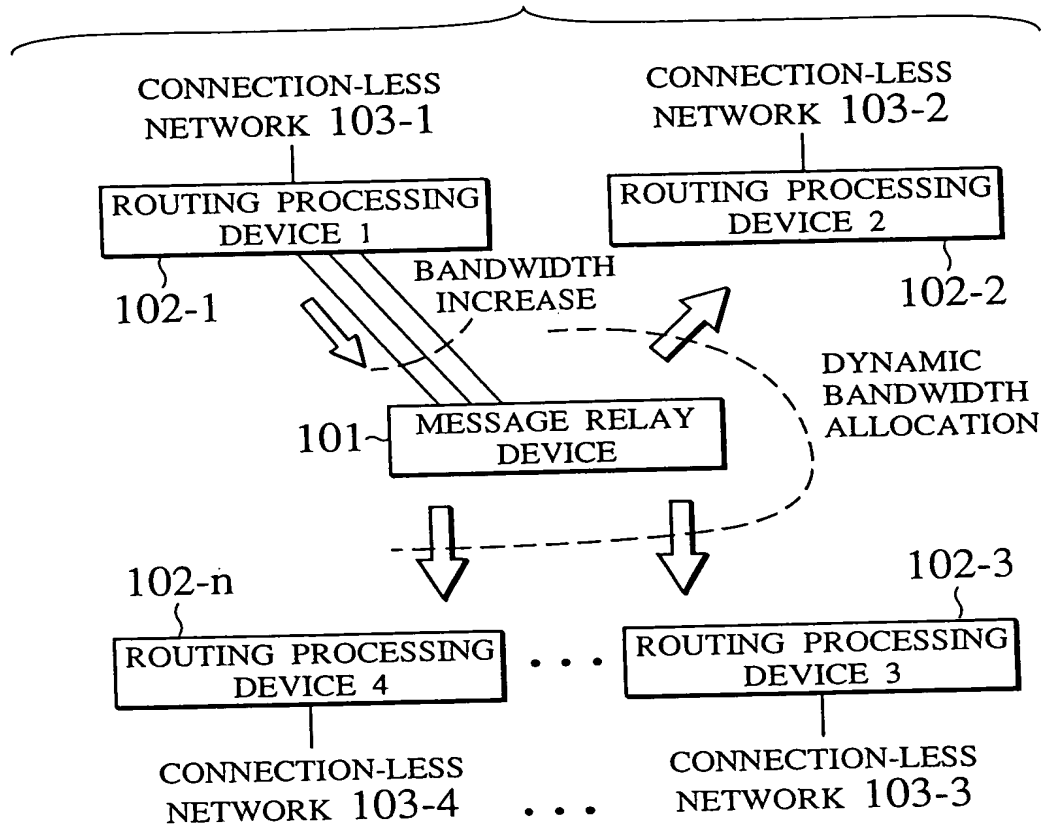 CONNECTION-LESS
NETWORK 103-1
CONNECTION-LESS
NETWORK 103-2
ROUTING PROCESSING
DEVICE 1
ROUTING PROCESSING
DEVICE 2
102-1
BANDWIDTH
INCREASE
102-2
DYNAMIC
BANDWIDTH
ALLOCATION
101
MESSAGE RELAY
DEVICE
102-n
102-3
ROUTING PROCESSING
DEVICE 4
...
ROUTING PROCESSING
DEVICE 3
CONNECTION-LESS
NETWORK 103-4
...
CONNECTION-LESS
NETWORK 103-3